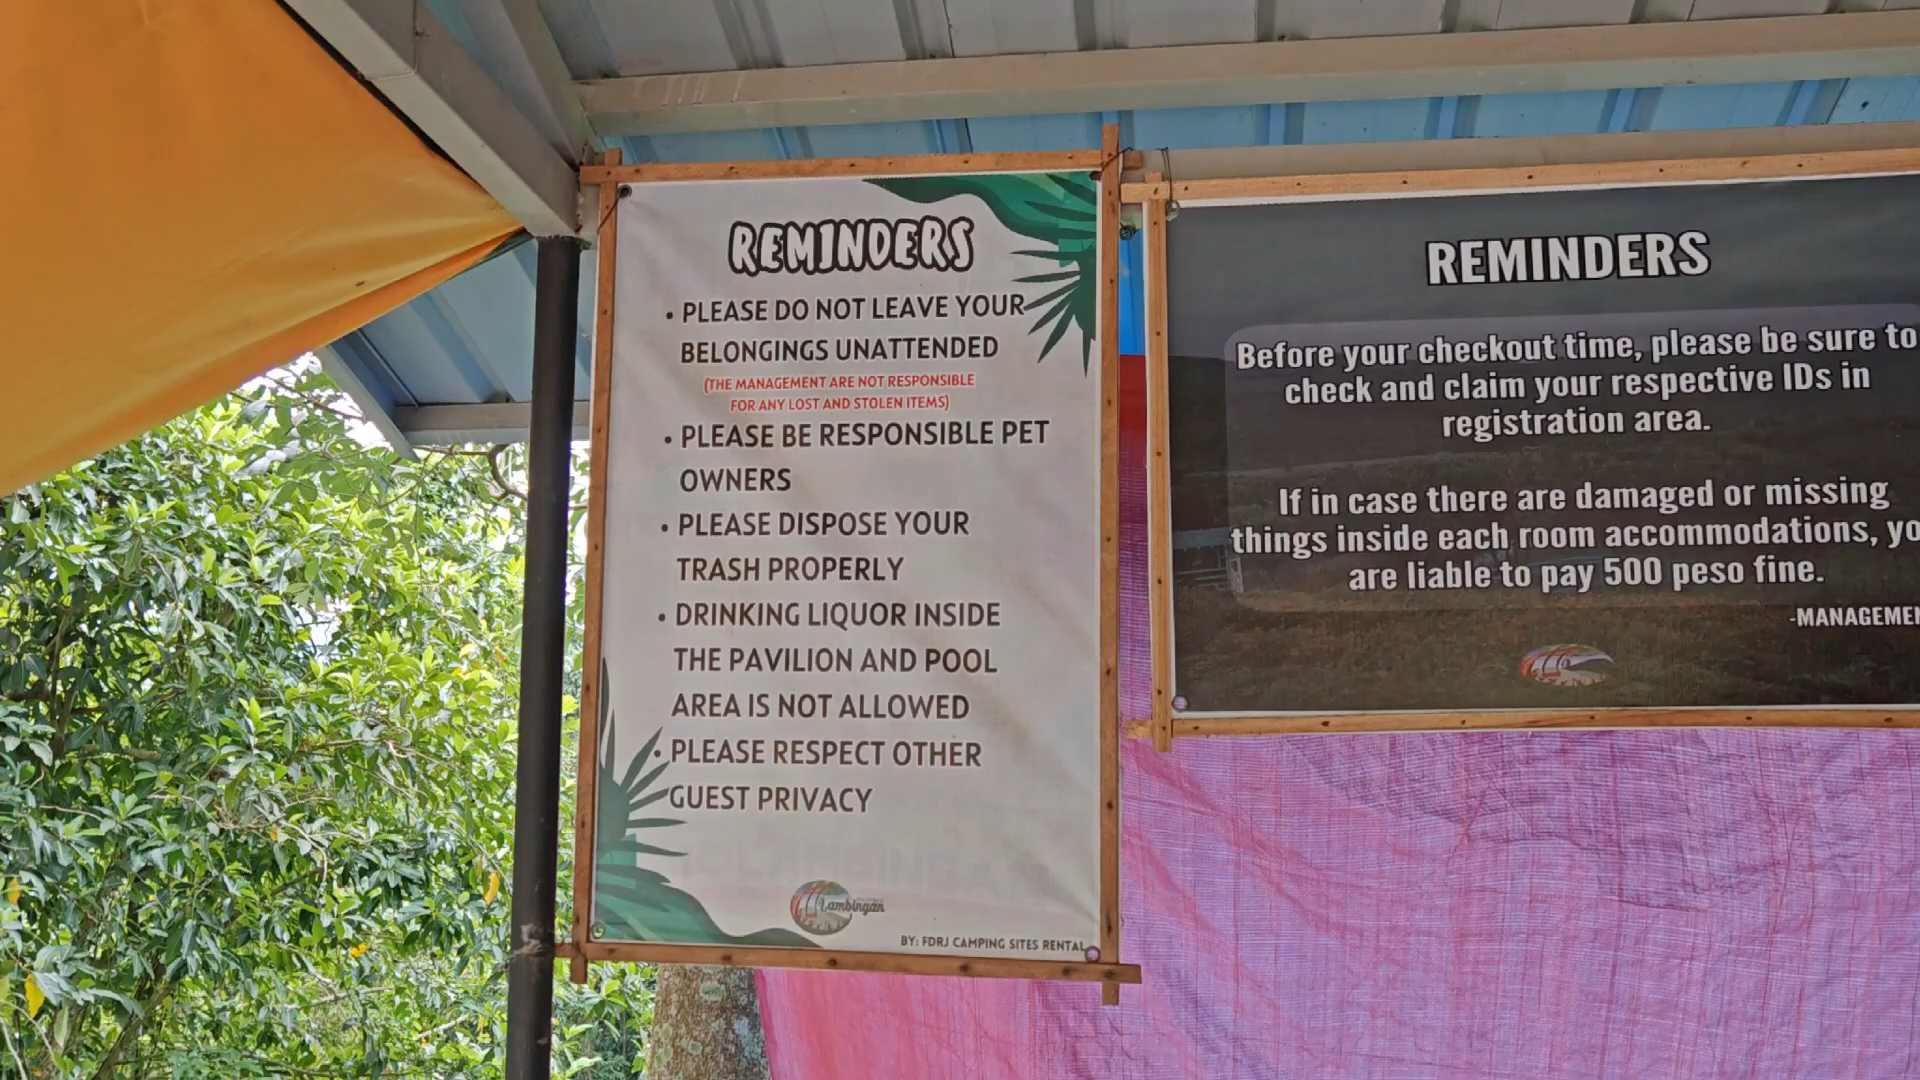 REMINDERS
• PLEASE DO NOT LEAVE YOUR
BELONGINGS UNATTENDED
(THE MANAGEMENT ARE NOT RESPONSIBLE
FOR ANY LOST AND STOLEN ITEMS)
• PLEASE BE RESPONSIBLE PET
OWNERS
• PLEASE DISPOSE YOUR
TRASH PROPERLY
• DRINKING LIQUOR INSIDE
THE PAVILION AND POOL
AREA IS NOT ALLOWED
• PLEASE RESPECT OTHER
GUEST PRIVACY
Lambingan
BY: FDRJ CAMPING SITES RENTAL
REMINDERS
Before your checkout time, please be sure to
check and claim your respective IDs in
registration area.
If in case there are damaged or missing
things inside each room accommodations, yo
are liable to pay 500 peso fine.
-MANAGEMEN